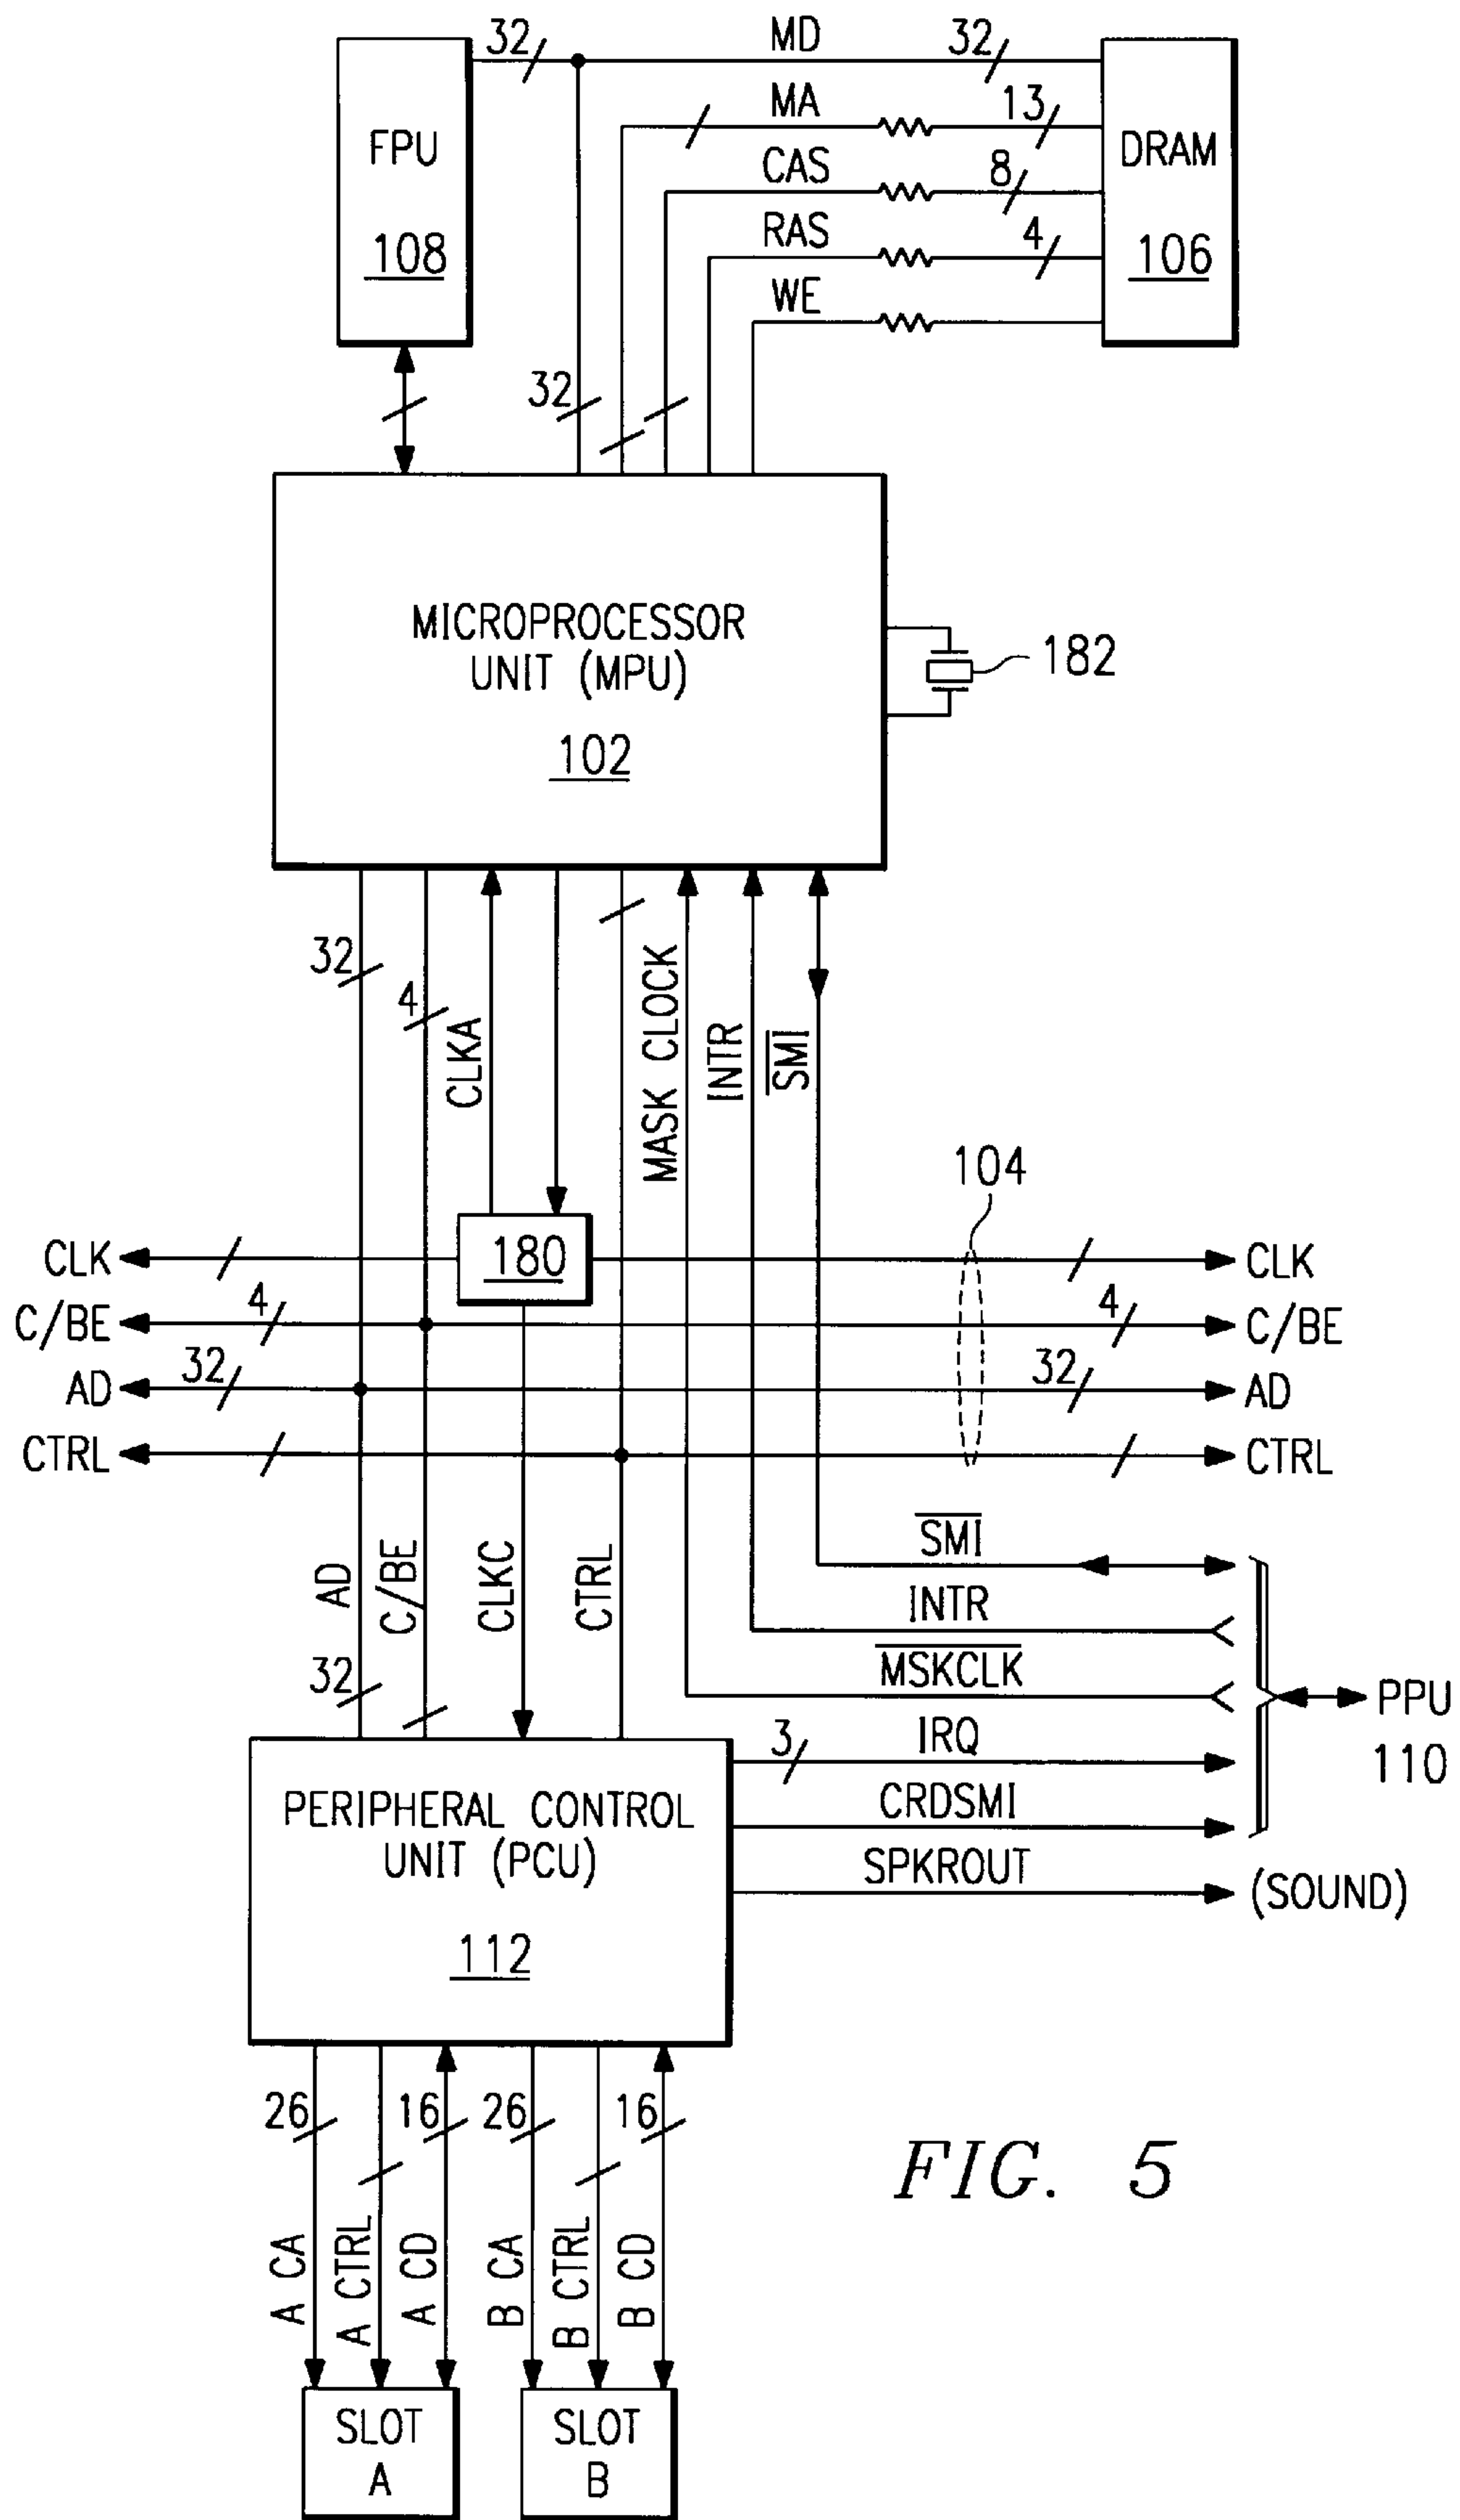 32
MD
32
MA
13
FPU
CAS
8
DRAM
108
RAS
4
106
WE
32
MICROPROCESSOR
UNIT (MPU)
182
102
32
4
CLKA
MASK CLOCK
INTR
SMI
104
CLK
180
CLK
C/BE
4
4
C/BE
AD
32
32
AD
CTRL
CTRL
AD
C/BE
CLKC
CTRL
SMI
INTR
32
MSKCLK
PPU
110
3
IRQ
PERIPHERAL CONTROL
UNIT (PCU)
CRDSMI
SPKROUT
(SOUND)
112
26
16
26
16
FIG. 5
A CA
A CTRL
A CD
B CA
B CTRL
B CD
SLOT
A
SLOT
B